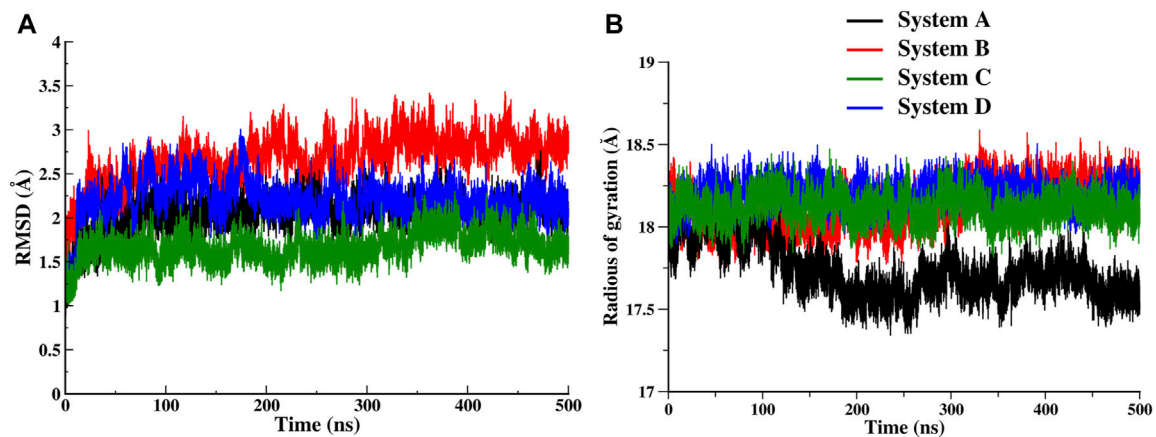 A
4
3.5
3
2.5
2
1.5
1
0.5
0
RMSD (Å)
0 100 200 300 400 500
Time (ns)
B
System A
System B
System C
System D
19
18.5
18
17.5
17
Radious of gyration (Å)
0 100 200 300 400 500
Time (ns)